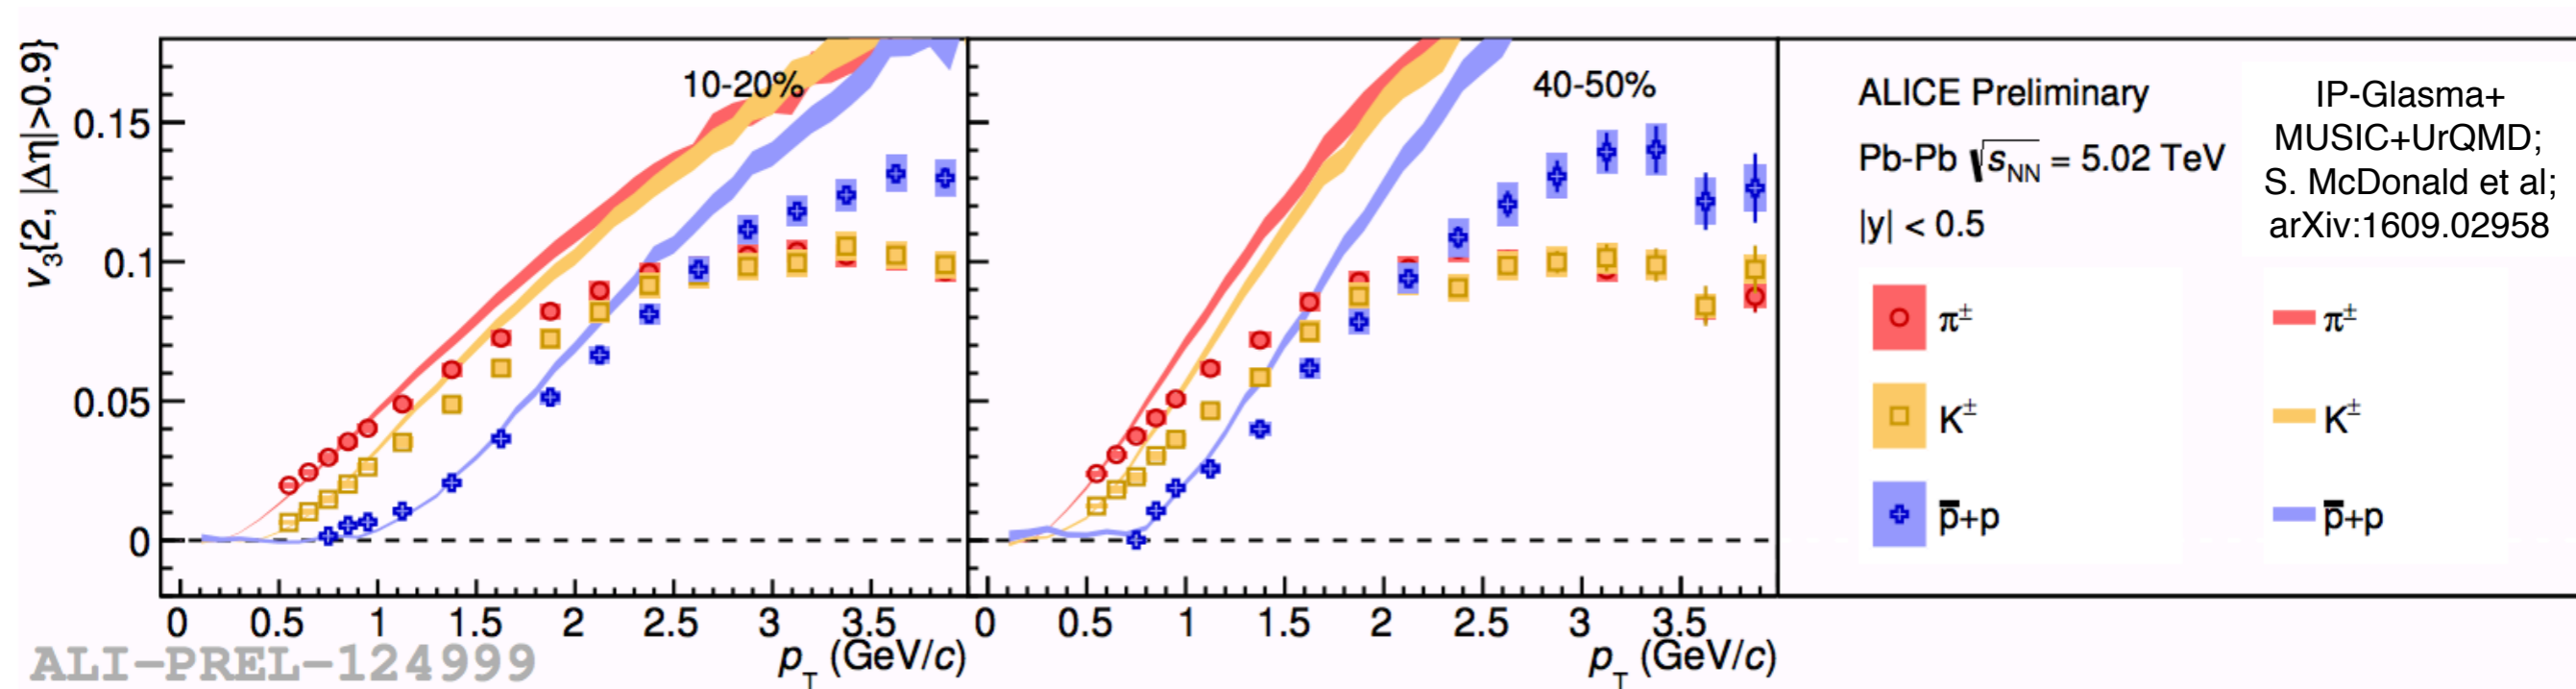 v3{2, |Δη|>0.9}
0.15
0.1
0.05
0
10-20%
40-50%
0 0.5 1 1.5 2 2.5 3 3.5
0 0.5 1 1.5 2 2.5 3 3.5
pT (GeV/c)
pT (GeV/c)
ALI-PREL-124999
ALICE Preliminary
Pb-Pb √sNN = 5.02 TeV
|y| < 0.5
π±
K±
p̄+p
IP-Glasma+
MUSIC+UrQMD;
S. McDonald et al;
arXiv:1609.02958
π±
K±
p̄+p